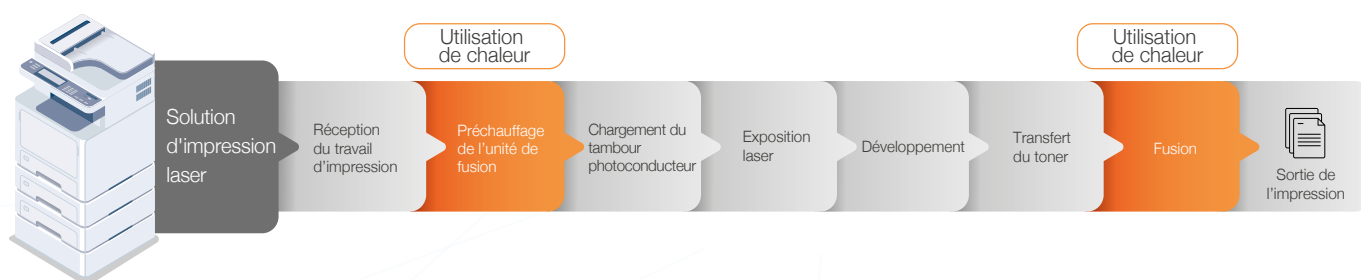 Utilisation
de chaleur
Utilisation
de chaleur
Solution
d'impression
laser
Réception
du travail
d’impression
Préchauffage
de l’unité de
fusion
Chargement du
tambour
photoconducteur
Exposition
laser
Développement
Transfert
du toner
Fusion
Sortie de
l’impression